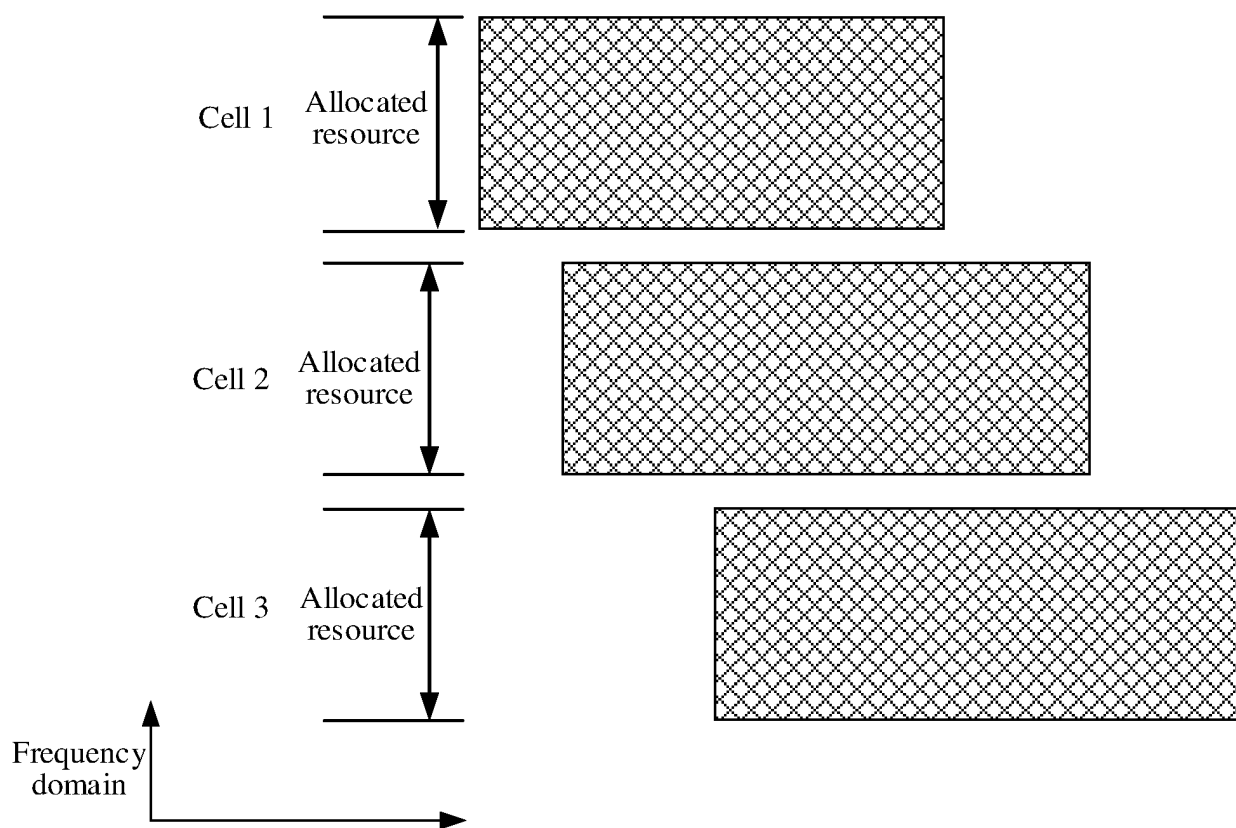 Cell 1
Allocated
resource
Cell 2
Allocated
resource
Cell 3
Allocated
resource
Frequency
domain